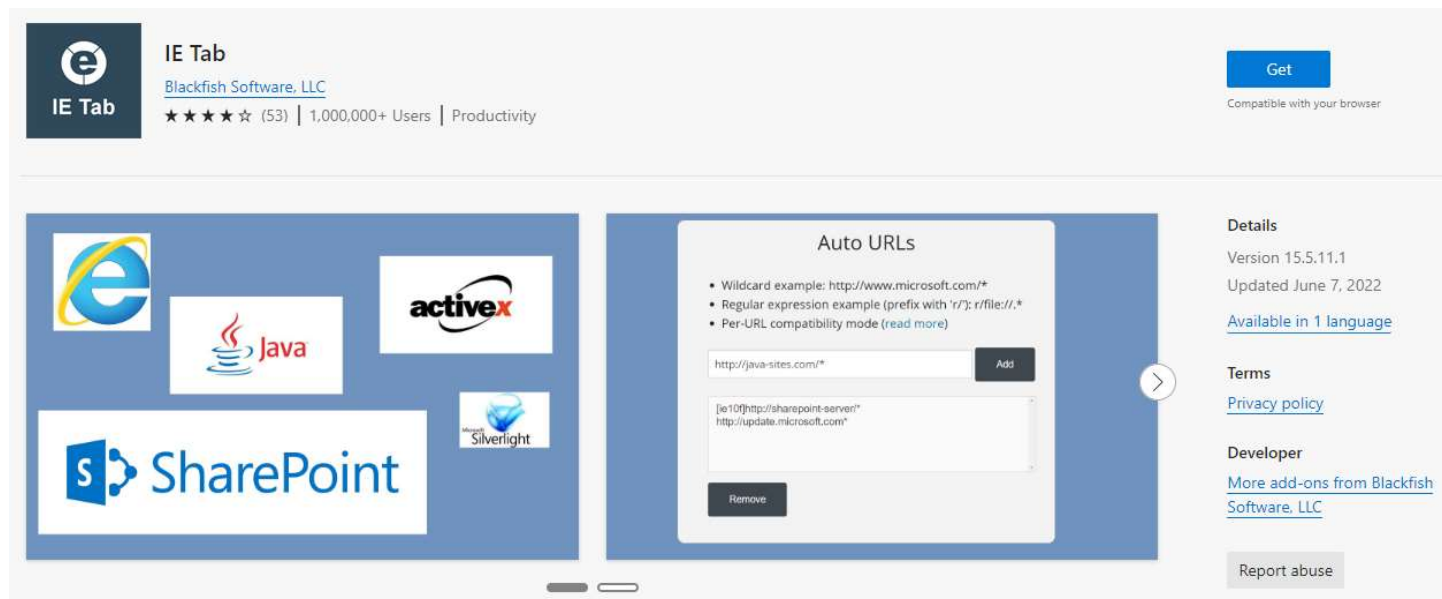 IE Tab
IE Tab
Blackfish Software, LLC
(53) | 1,000,000+ Users | Productivity
Get
Compatible with your browser
Java
activex
Microsoft
Silverlight
S SharePoint
Auto URLs
• Wildcard example: http://www.microsoft.com/*
• Regular expression example (prefix with 'r/'): r/file://.*
• Per-URL compatibility mode (read more)
http://java-sites.com/*
Add
[ie10f]http://sharepoint-server/*
http://update.microsoft.com*
Remove
Details
Version 15.5.11.1
Updated June 7, 2022
Available in 1 language
Terms
Privacy policy
Developer
More add-ons from Blackfish
Software, LLC
Report abuse